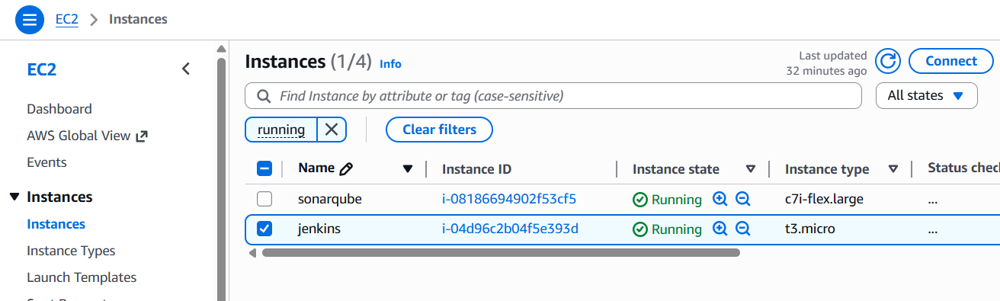 EC2 > Instances
EC2
Dashboard
AWS Global View
Events
Instances
Instances
Instance Types
Launch Templates
Instances (1/4) Info
Last updated
32 minutes ago
Connect
Find Instance by attribute or tag (case-sensitive)
All states
running
Clear filters
Name Instance ID Instance state Instance type Status chec
sonarqube i-08186694902f53cf5 Running c7i-flex.large ...
jenkins i-04d96c2b04f5e393d Running t3.micro ...